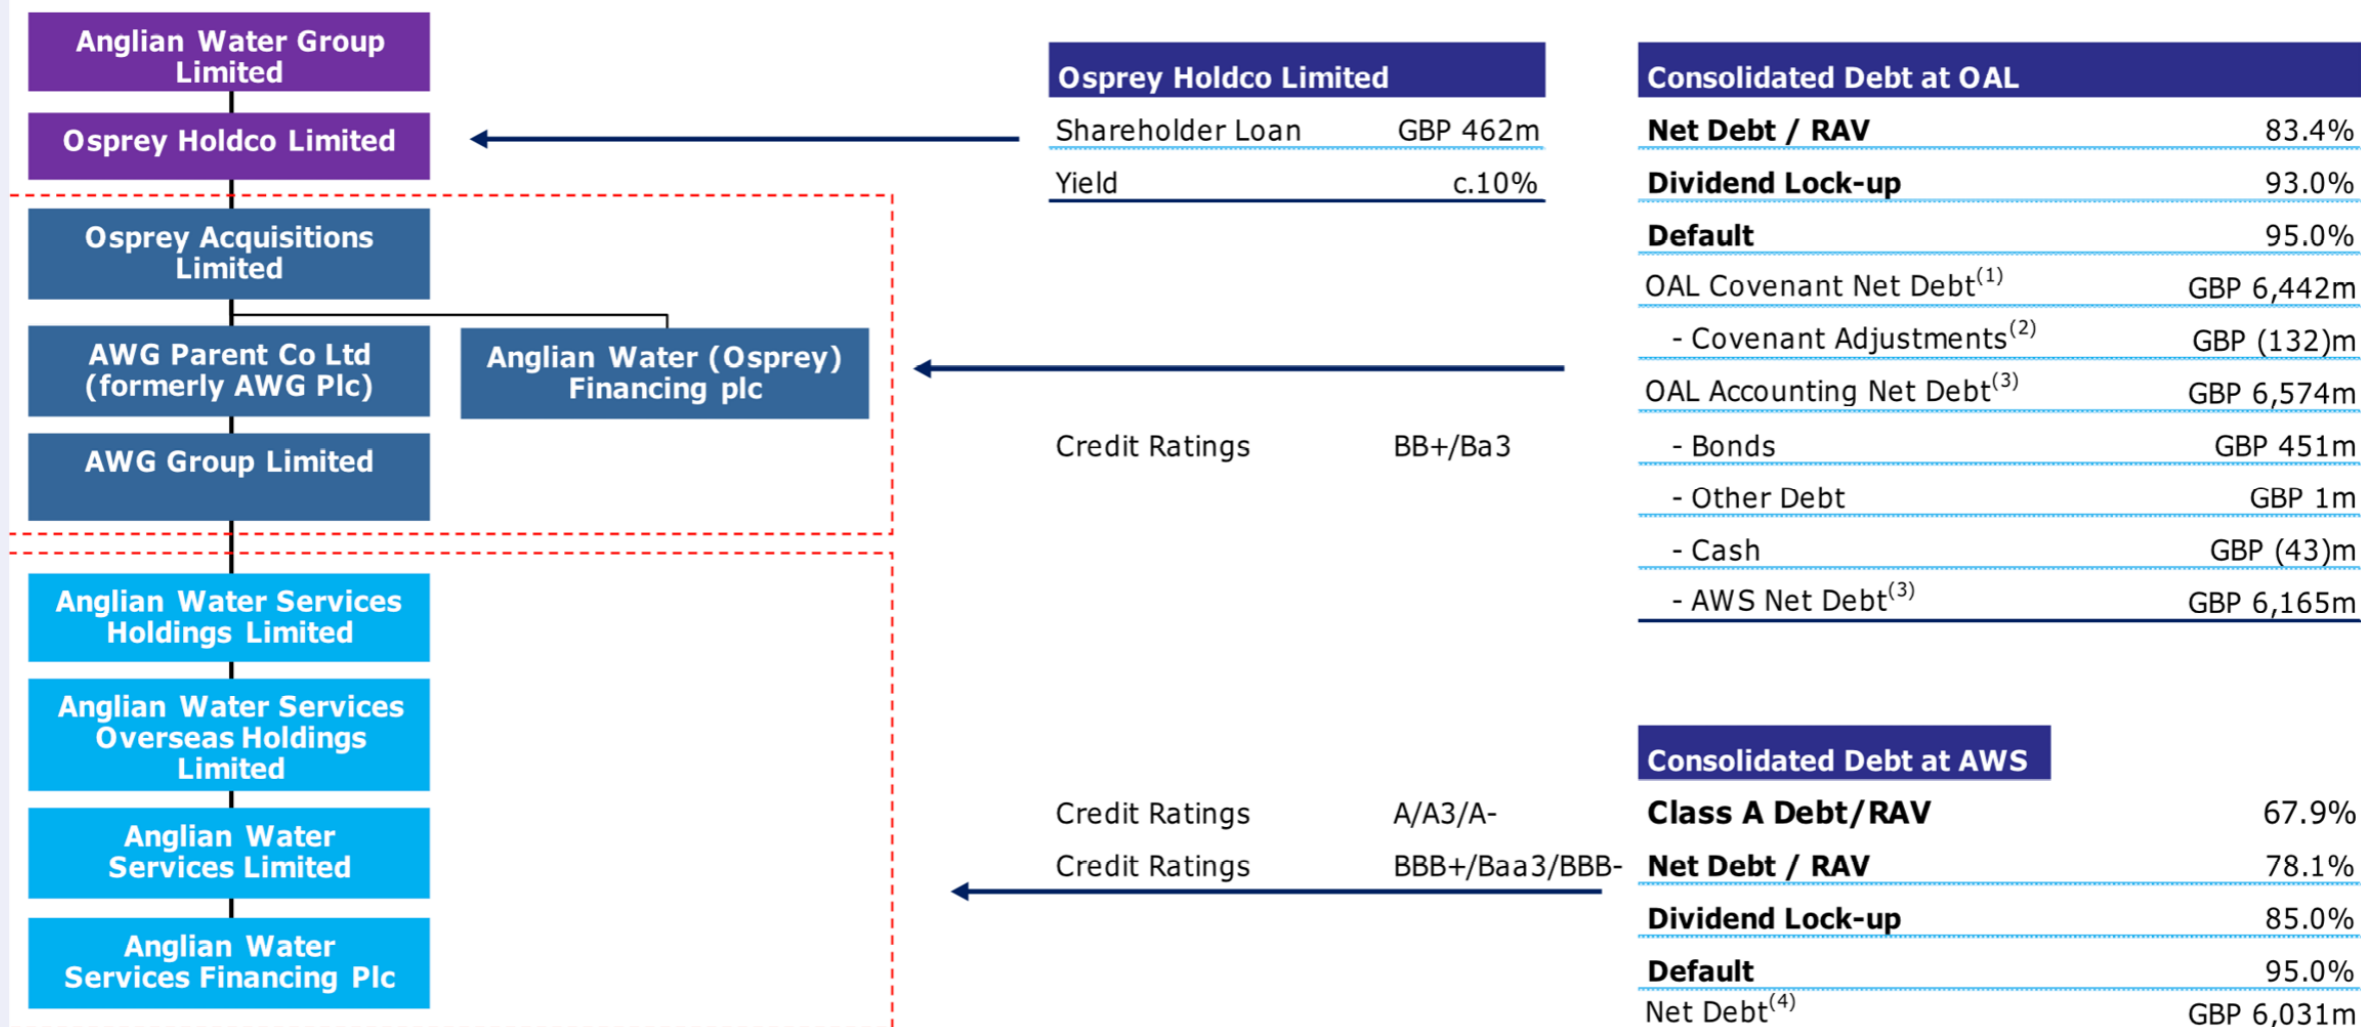 Anglian Water Group
Limited
Osprey Holdco Limited
Osprey Acquisitions
Limited
AWG Parent Co Ltd
(formerly AWG Plc)
Anglian Water (Osprey)
Financing plc
AWG Group Limited
Anglian Water Services
Holdings Limited
Anglian Water Services
Overseas Holdings
Limited
Anglian Water
Services Limited
Anglian Water
Services Financing Plc
Osprey Holdco Limited
Shareholder Loan GBP 462m
Yield c.10%
Credit Ratings BB+/Ba3
Credit Ratings A/A3/A-
Credit Ratings BBB+/Baa3/BBB-
Consolidated Debt at OAL
Net Debt / RAV 83.4%
Dividend Lock-up 93.0%
Default 95.0%
OAL Covenant Net Debt(1) GBP 6,442m
- Covenant Adjustments(2) GBP (132)m
OAL Accounting Net Debt(3) GBP 6,574m
- Bonds GBP 451m
- Other Debt GBP 1m
- Cash GBP (43)m
- AWS Net Debt(3) GBP 6,165m
Consolidated Debt at AWS
Class A Debt/RAV 67.9%
Net Debt / RAV 78.1%
Dividend Lock-up 85.0%
Default 95.0%
Net Debt(4) GBP 6,031m